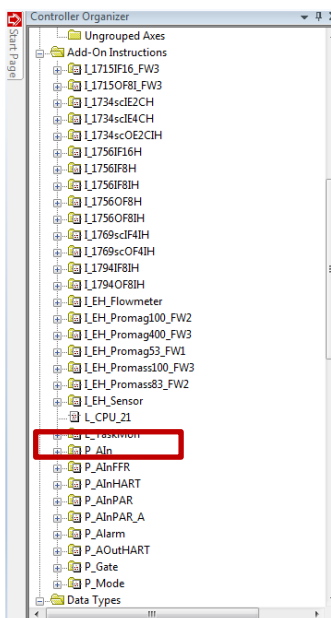 Controller Organizer
Start Page
Ungrouped Axes
Add-On Instructions
I_1715IF16_FW3
I_1715OF8I_FW3
I_1734scIE2CH
I_1734scIE4CH
I_1734scOE2CIH
I_1756IF16H
I_1756IF8H
I_1756IF8IH
I_1756OF8H
I_1756OF8IH
I_1769scIF4IH
I_1769scOF4IH
I_1794IF8IH
I_1794OF8IH
I_EH_Flowmeter
I_EH_Promag100_FW2
I_EH_Promag400_FW3
I_EH_Promag53_FW1
I_EH_Promass100_FW3
I_EH_Promass83_FW2
I_EH_Sensor
L_CPU_21
L_TaskMon
P_AIn
P_AInFFR
P_AInHART
P_AInPAR
P_AInPAR_A
P_Alarm
P_AOutHART
P_Gate
P_Mode
Data Types